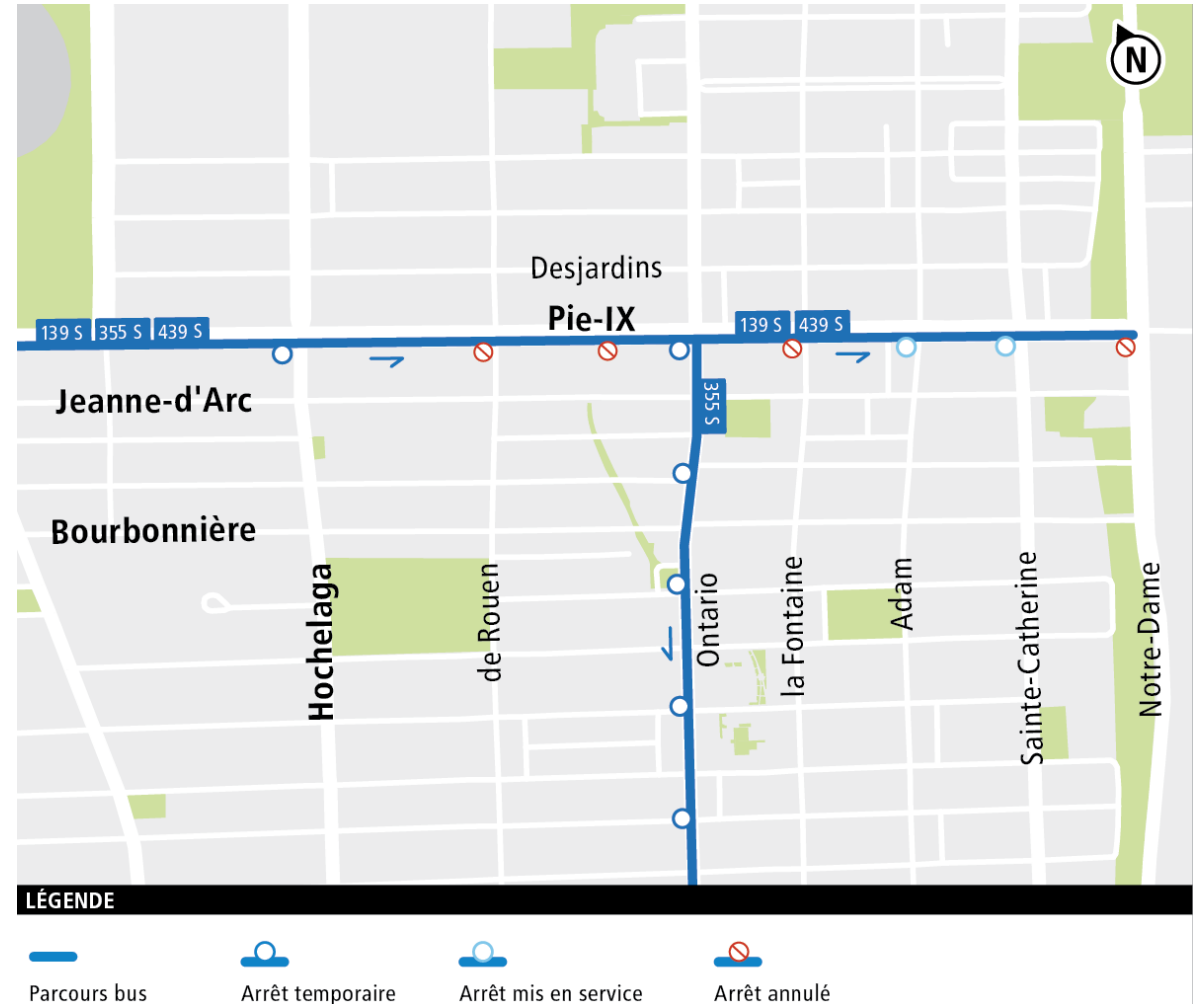 N
Desjardins
Pie-IX
139 S 355 S 439 S
139 S 439 S
355 S
Jeanne-d'Arc
Bourbonnière
Hochelaga
de Rouen
Ontario
la Fontaine
Adam
Sainte-Catherine
Notre-Dame
LÉGENDE
Parcours bus
Arrêt temporaire
Arrêt mis en service
Arrêt annulé